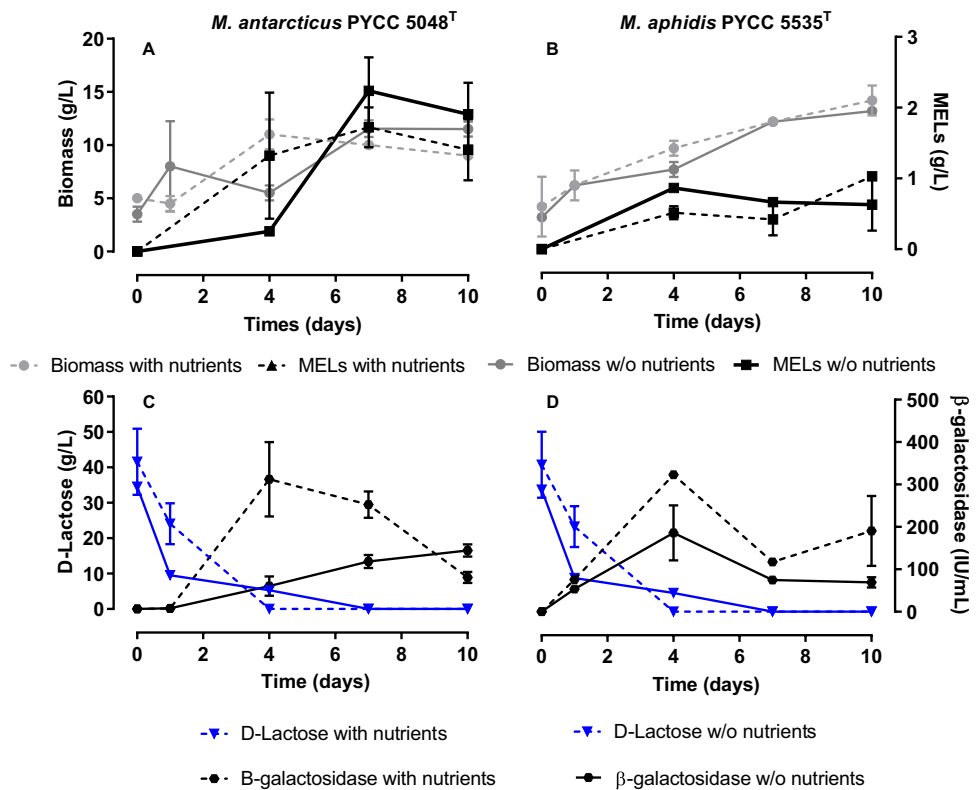 M. antarcticus PYCC 5048T
M. aphidis PYCC 5535T
A
20
15
10
5
0
Biomass (g/L)
0 2 4 6 8 10
Times (days)
B
3
2
1
0
MELs (g/L)
0 2 4 6 8 10
Time (days)
Biomass with nutrients
MELs with nutrients
Biomass w/o nutrients
MELs w/o nutrients
C
60
50
40
30
20
10
0
D-Lactose (g/L)
0 2 4 6 8 10
Time (days)
D
500
400
300
200
100
0
β-galactosidase (IU/mL)
0 2 4 6 8 10
Time (days)
D-Lactose with nutrients
D-Lactose w/o nutrients
B-galactosidase with nutrients
β-galactosidase w/o nutrients